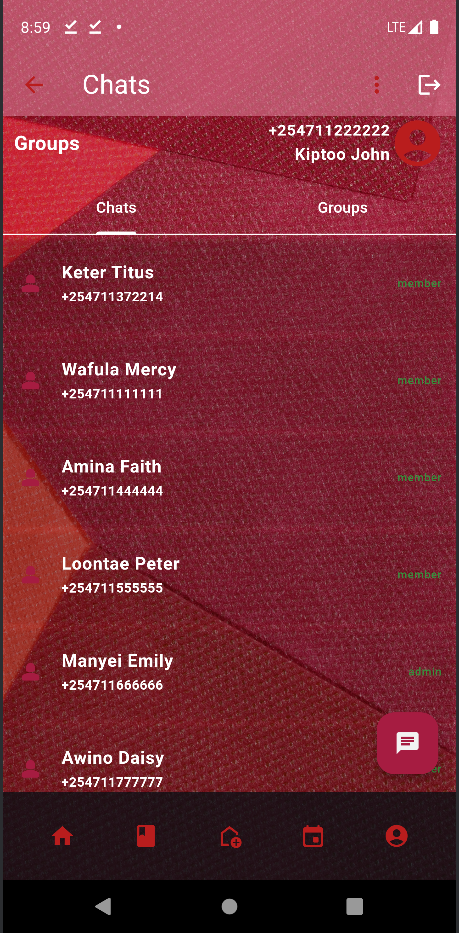 8:59
LTE
Chats
Groups
+254711222222
Kiptoo John
Chats
Groups
Keter Titus
member
+254711372214
Wafula Mercy
member
+254711111111
Amina Faith
member
+254711444444
Loontae Peter
member
+254711555555
Manyei Emily
admin
+254711666666
Awino Daisy
+254711777777